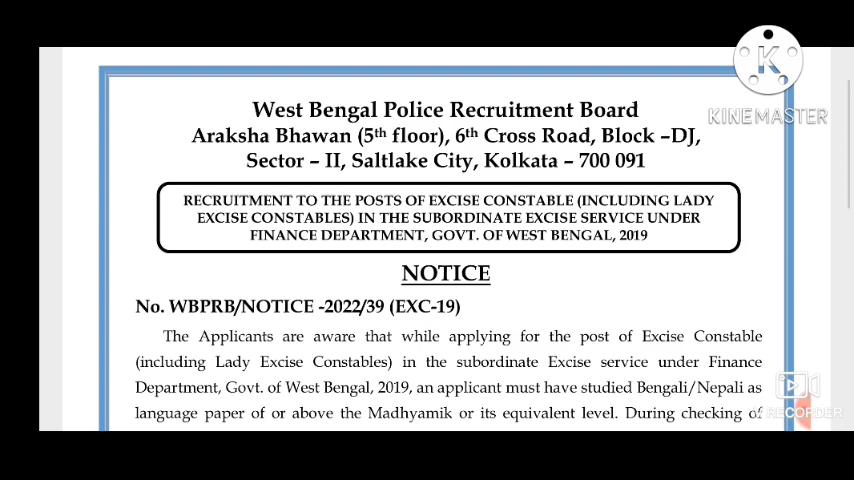 West Bengal Police Recruitment Board
Araksha Bhawan (5th floor), 6th Cross Road, Block –DJ,
Sector – II, Saltlake City, Kolkata – 700 091
RECRUITMENT TO THE POSTS OF EXCISE CONSTABLE (INCLUDING LADY
EXCISE CONSTABLES) IN THE SUBORDINATE EXCISE SERVICE UNDER
FINANCE DEPARTMENT, GOVT. OF WEST BENGAL, 2019
NOTICE
No. WBPRB/NOTICE -2022/39 (EXC-19)
The Applicants are aware that while applying for the post of Excise Constable
(including Lady Excise Constables) in the subordinate Excise service under Finance
Department, Govt. of West Bengal, 2019, an applicant must have studied Bengali/Nepali as
language paper of or above the Madhyamik or its equivalent level. During checking of
K
KINEMASTER
V RECORDER